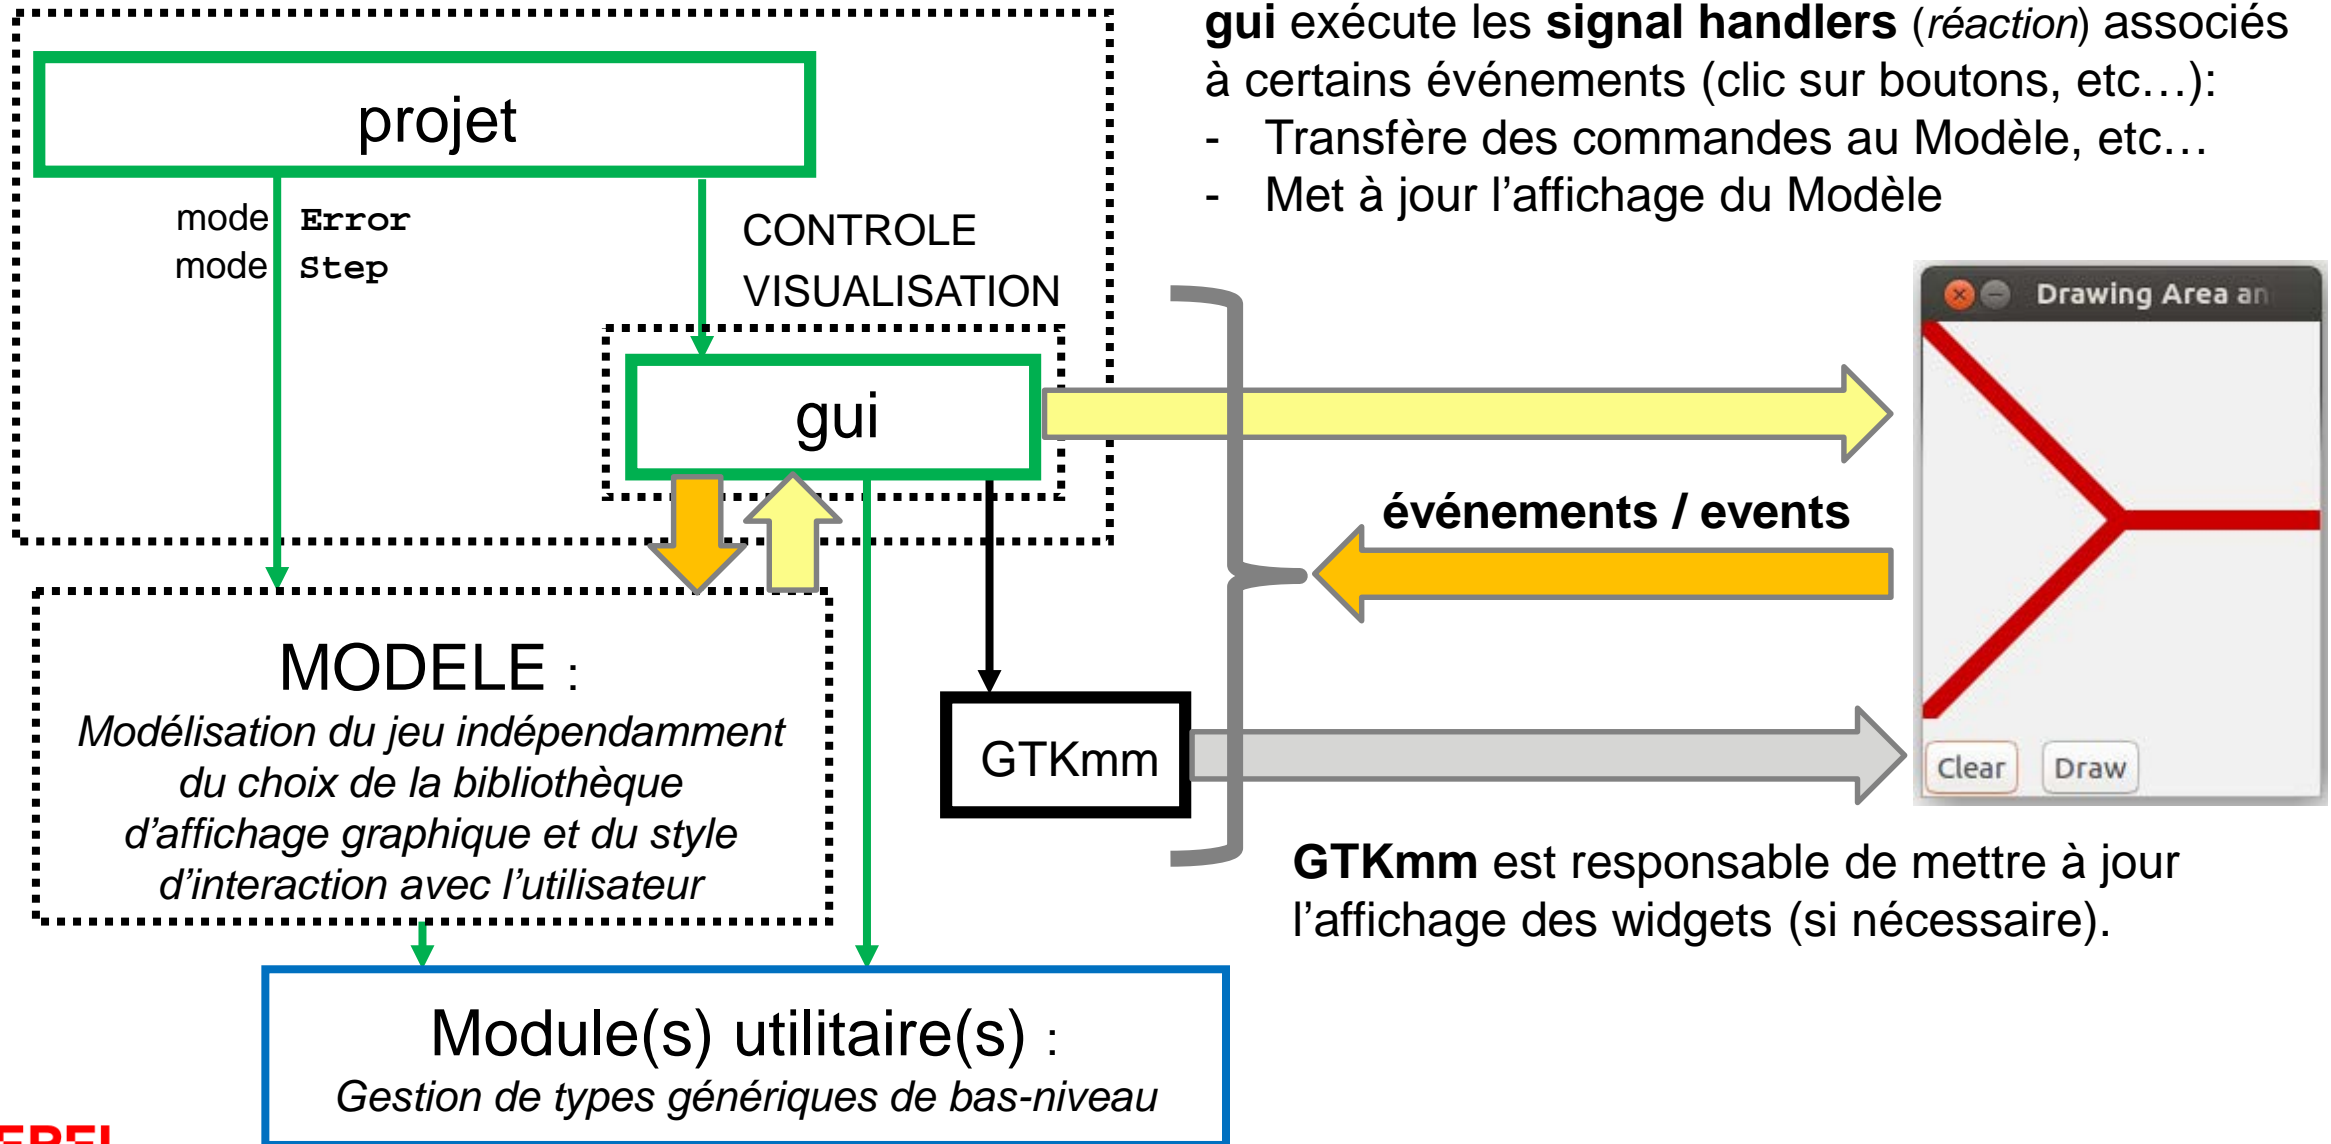 gui exécute les signal handlers (réaction) associés
à certains événements (clic sur boutons, etc…):
- Transfère des commandes au Modèle, etc…
- Met à jour l’affichage du Modèle
projet
mode Error
mode Step
CONTROLE
VISUALISATION
gui
événements / events
Drawing Area an
Clear Draw
MODELE :
Modélisation du jeu indépendamment
du choix de la bibliothèque
d’affichage graphique et du style
d’interaction avec l’utilisateur
GTKmm
GTKmm est responsable de mettre à jour
l’affichage des widgets (si nécessaire).
Module(s) utilitaire(s) :
Gestion de types génériques de bas-niveau